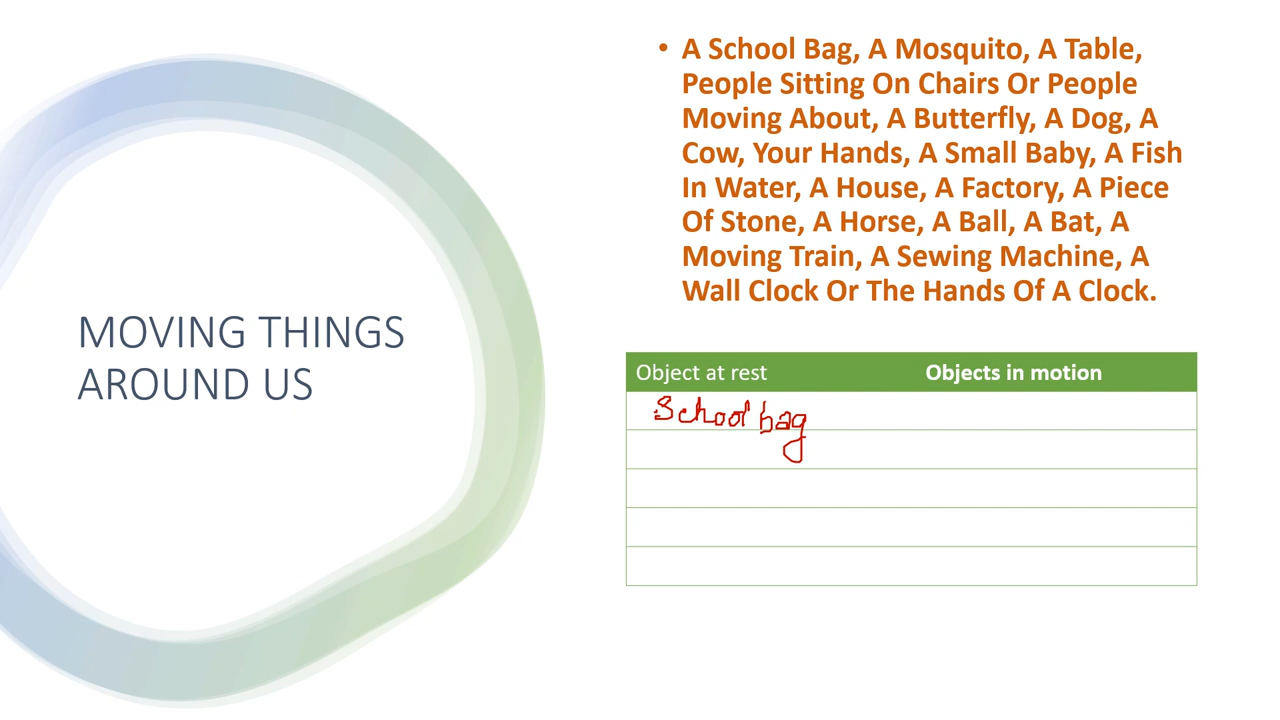 MOVING THINGS
AROUND US
• A School Bag, A Mosquito, A Table,
People Sitting On Chairs Or People
Moving About, A Butterfly, A Dog, A
Cow, Your Hands, A Small Baby, A Fish
In Water, A House, A Factory, A Piece
Of Stone, A Horse, A Ball, A Bat, A
Moving Train, A Sewing Machine, A
Wall Clock Or The Hands Of A Clock.
Object at rest Objects in motion
School bag